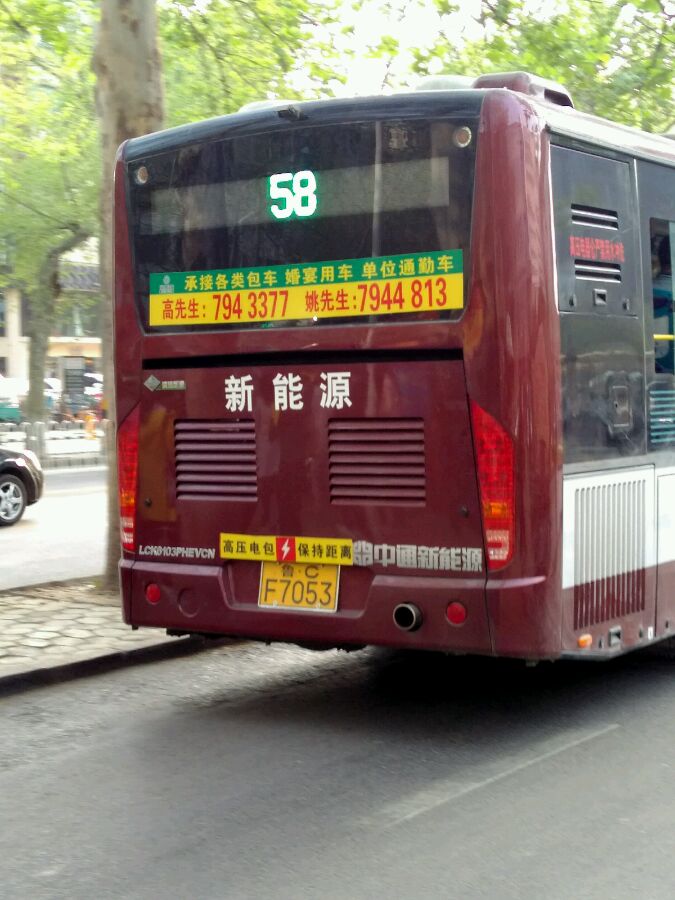 58
承接各类包车 婚宴用车 单位通勤车
高先生：794 3377 姚先生：7944 813
新能源
LCK6103PHEVCN
高压电包 保持距离
中通新能源
鲁·C
F7053